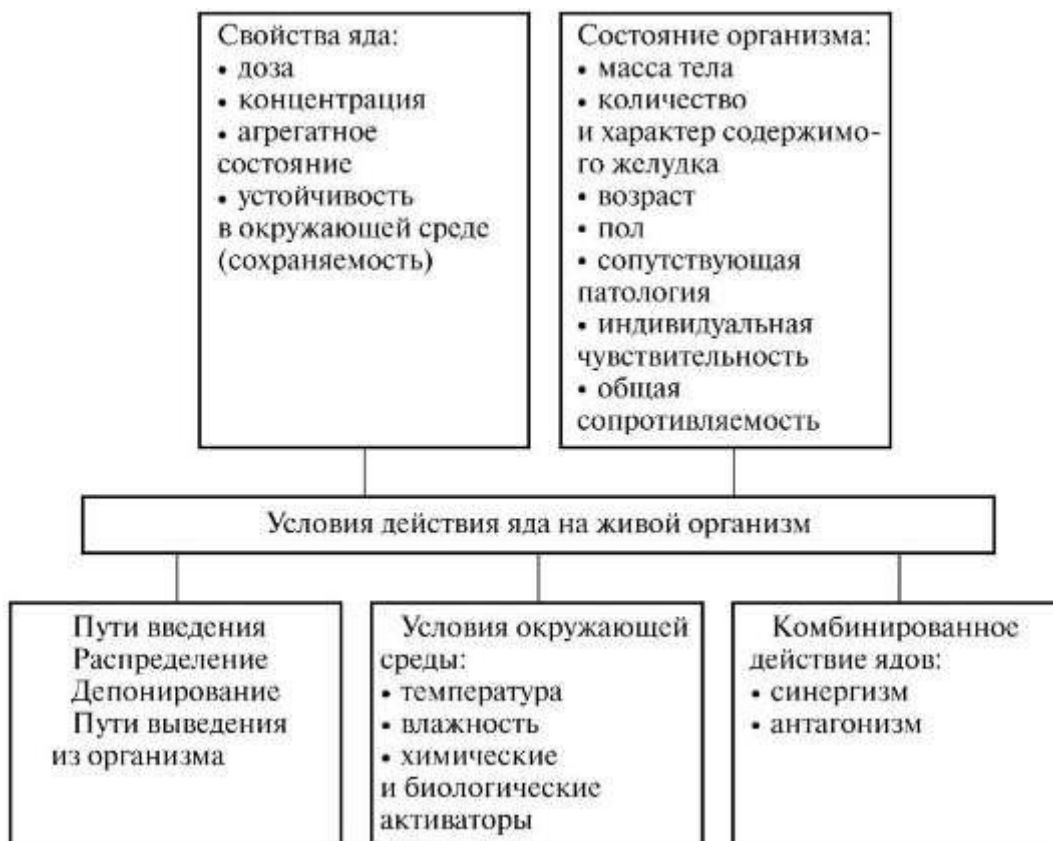 Свойства яда:
• доза
• концентрация
• агрегатное
состояние
• устойчивость
в окружающей среде
(сохраняемость)
Состояние организма:
• масса тела
• количество
и характер содержимо-
го желудка
• возраст
• пол
• сопутствующая
патология
• индивидуальная
чувствительность
• общая
сопротивляемость
Условия действия яда на живой организм
Пути введения
Распределение
Депонирование
Пути выведения
из организма
Условия окружающей
среды:
• температура
• влажность
• химические
и биологические
активаторы
Комбинированное
действие ядов:
• синергизм
• антагонизм